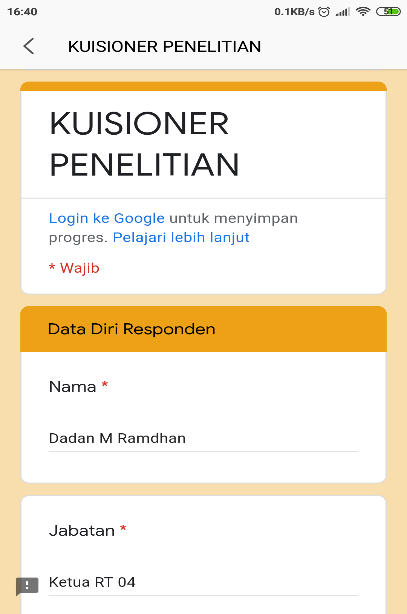 16:40
0.1KB/s
51
KUISIONER PENELITIAN
KUISIONER
PENELITIAN
Login ke Google untuk menyimpan
progres. Pelajari lebih lanjut
* Wajib
Data Diri Responden
Nama *
Dadan M Ramdhan
Jabatan *
Ketua RT 04